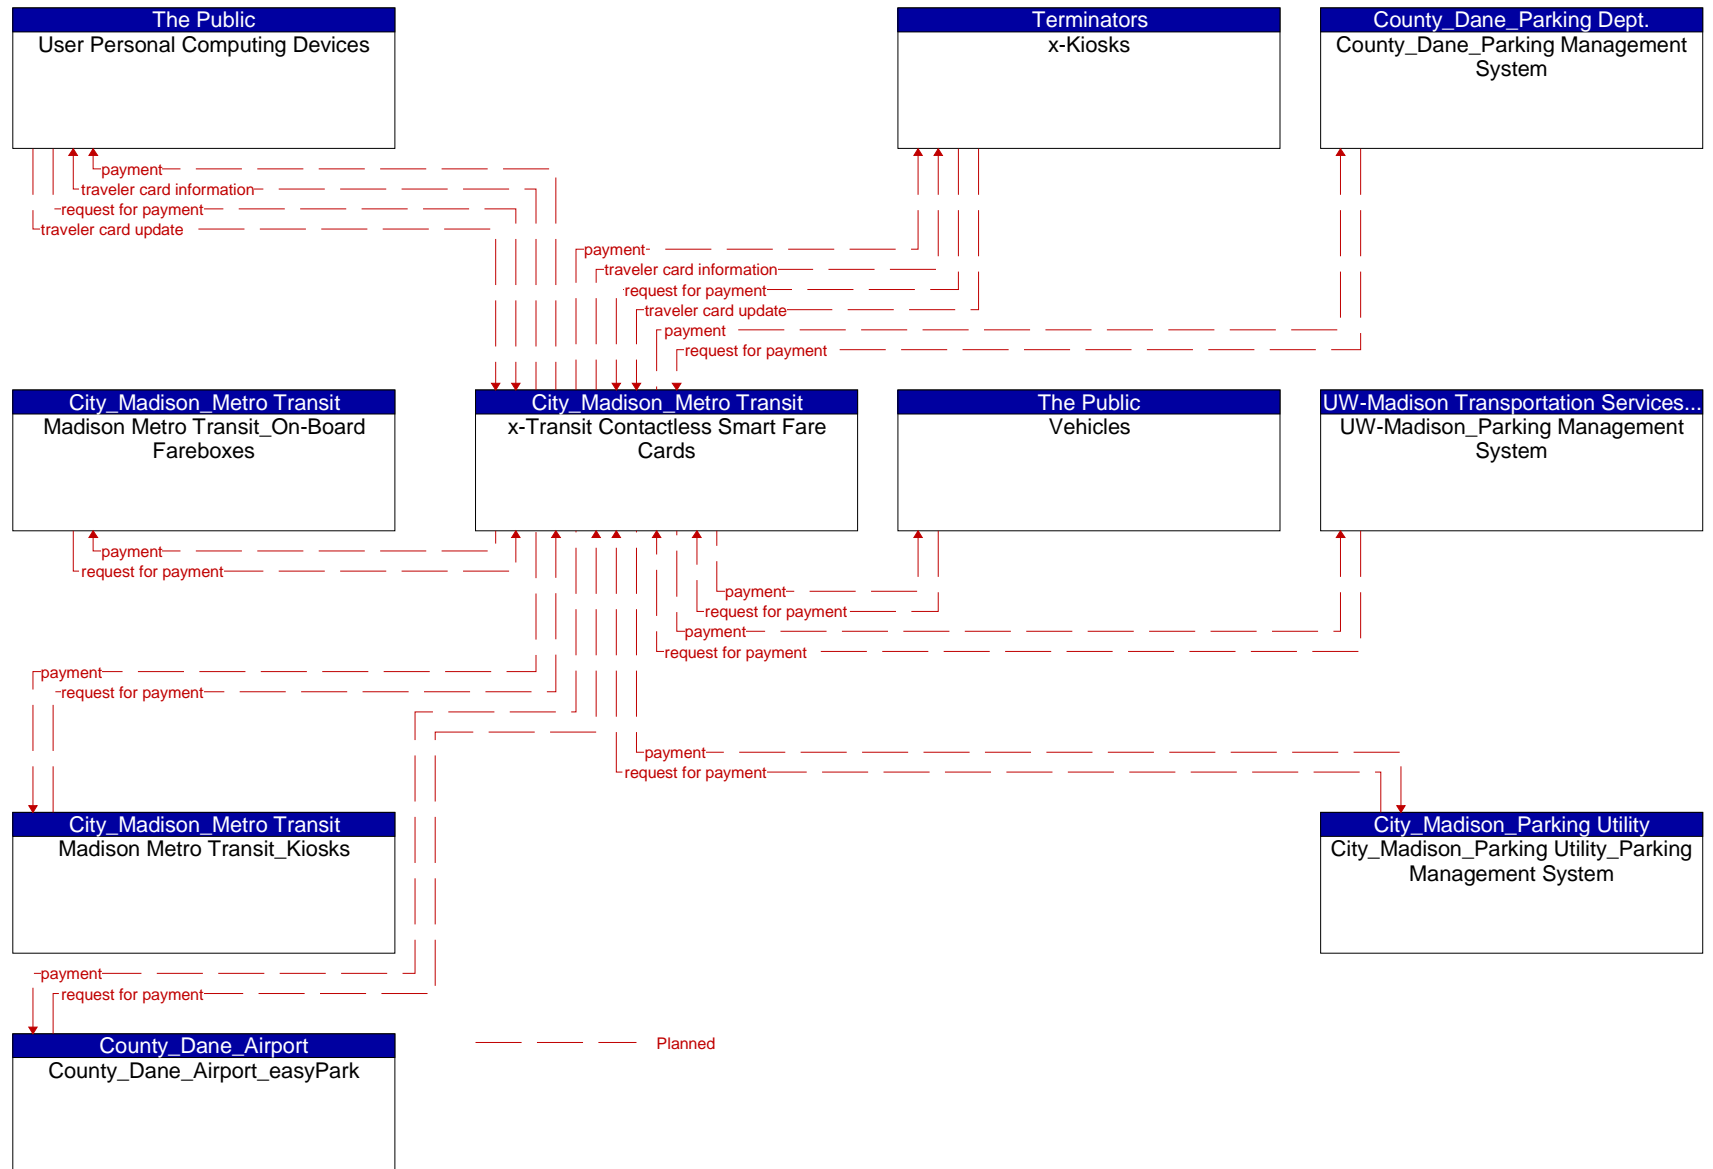 The Public
User Personal Computing Devices
Terminators
x-Kiosks
County_Dane_Parking Dept.
County_Dane_Parking Management
System
payment
traveler card information
request for payment
traveler card update
payment
traveler card information
request for payment
traveler card update
payment
request for payment
City_Madison_Metro Transit
Madison Metro Transit_On-Board
Fareboxes
City_Madison_Metro Transit
x-Transit Contactless Smart Fare
Cards
The Public
Vehicles
UW-Madison Transportation Services...
UW-Madison_Parking Management
System
payment
request for payment
payment
request for payment
payment
request for payment
payment
request for payment
payment
request for payment
City_Madison_Metro Transit
Madison Metro Transit_Kiosks
City_Madison_Parking Utility
City_Madison_Parking Utility_Parking
Management System
payment
request for payment
County_Dane_Airport
County_Dane_Airport_easyPark
Planned